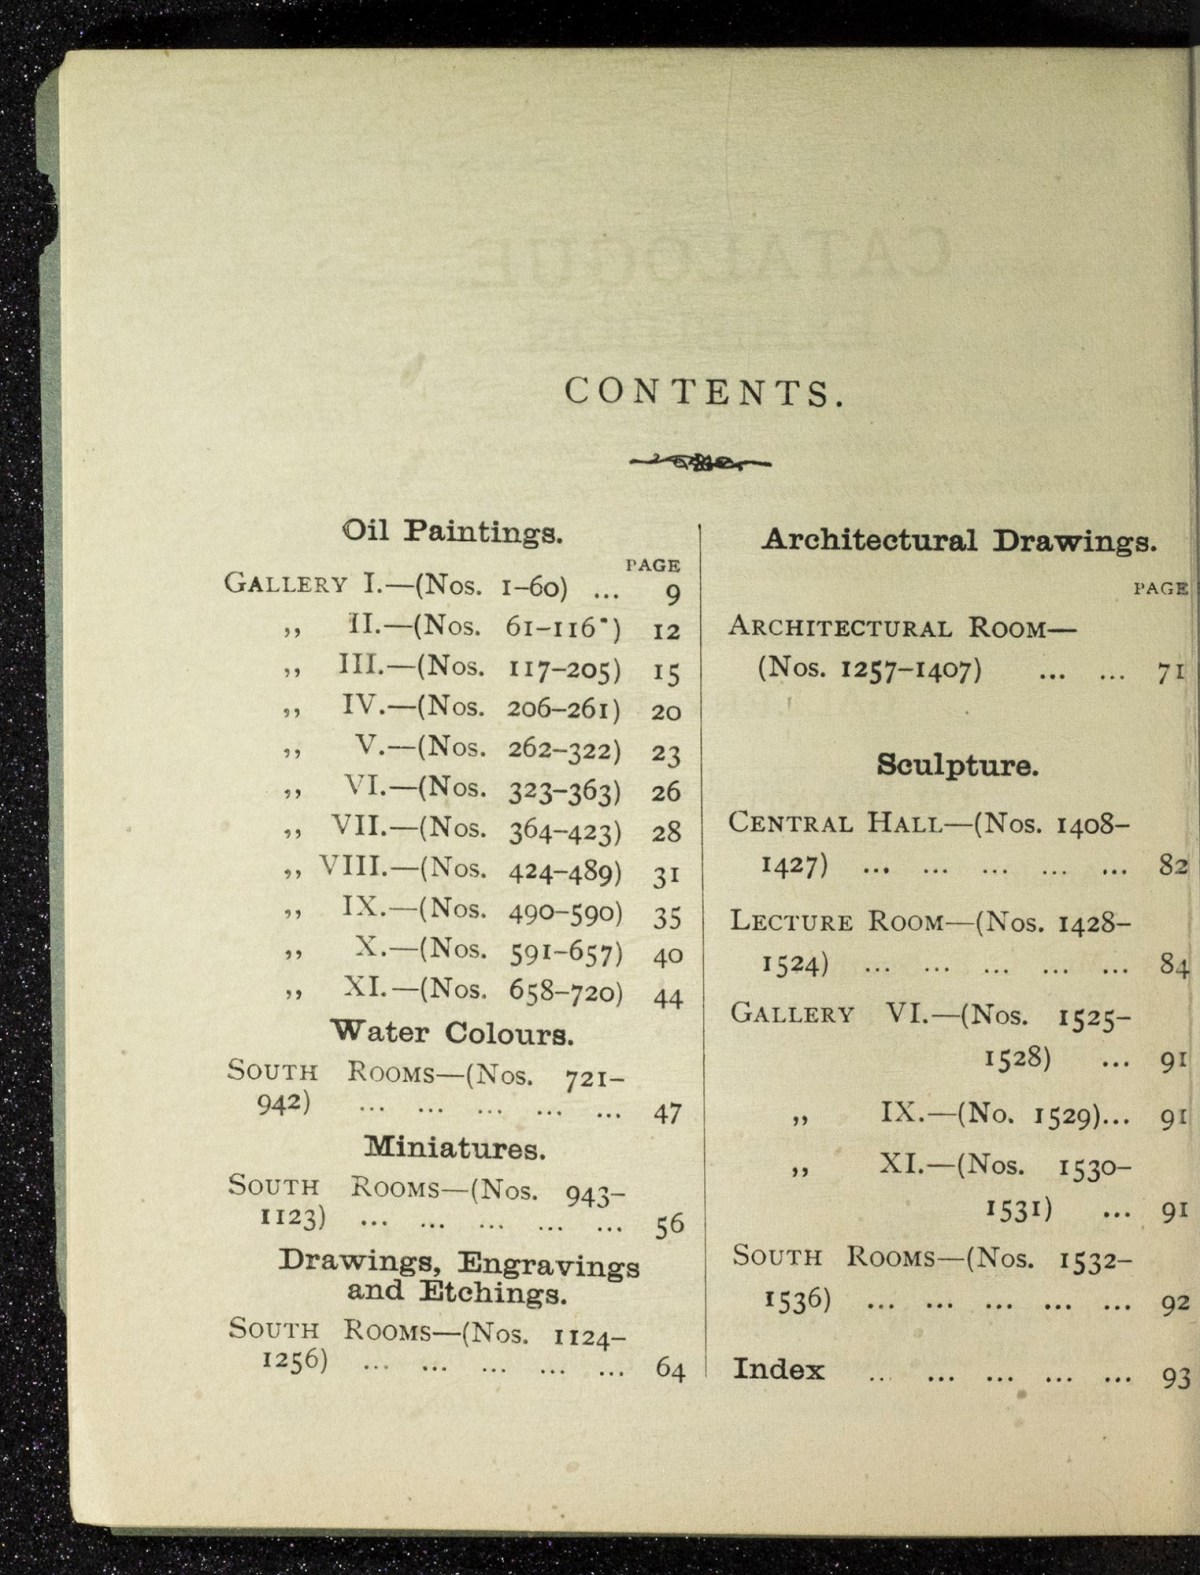 CONTENTS.
Oil Paintings.
PAGE
GALLERY I.—(Nos. 1–60) ... 9
,, II.—(Nos. 61–116*) 12
,, III.—(Nos. 117–205) 15
,, IV.—(Nos. 206–261) 20
,, V.—(Nos. 262–322) 23
,, VI.—(Nos. 323–363) 26
,, VII.—(Nos. 364–423) 28
,, VIII.—(Nos. 424–489) 31
,, IX.—(Nos. 490–590) 35
,, X.—(Nos. 591–657) 40
,, XI.—(Nos. 658–720) 44
Water Colours.
SOUTH ROOMS—(Nos. 721–
942) ... ... ... ... ... 47
Miniatures.
SOUTH ROOMS—(Nos. 943–
1123) ... ... ... ... ... 56
Drawings, Engravings
and Etchings.
SOUTH ROOMS—(Nos. 1124–
1256) ... ... ... ... ... 64
Architectural Drawings.
PAGE
ARCHITECTURAL ROOM—
(Nos. 1257–1407) ... ... 71
Sculpture.
CENTRAL HALL—(Nos. 1408–
1427) ... ... ... ... ... 82
LECTURE ROOM—(Nos. 1428–
1524) ... ... ... ... ... 84
GALLERY VI.—(Nos. 1525–
1528) ... 91
,, IX.—(No. 1529)... 91
,, XI.—(Nos. 1530–
1531) ... 91
SOUTH ROOMS—(Nos. 1532–
1536) ... ... ... ... ... 92
Index .. ... ... ... ... 93